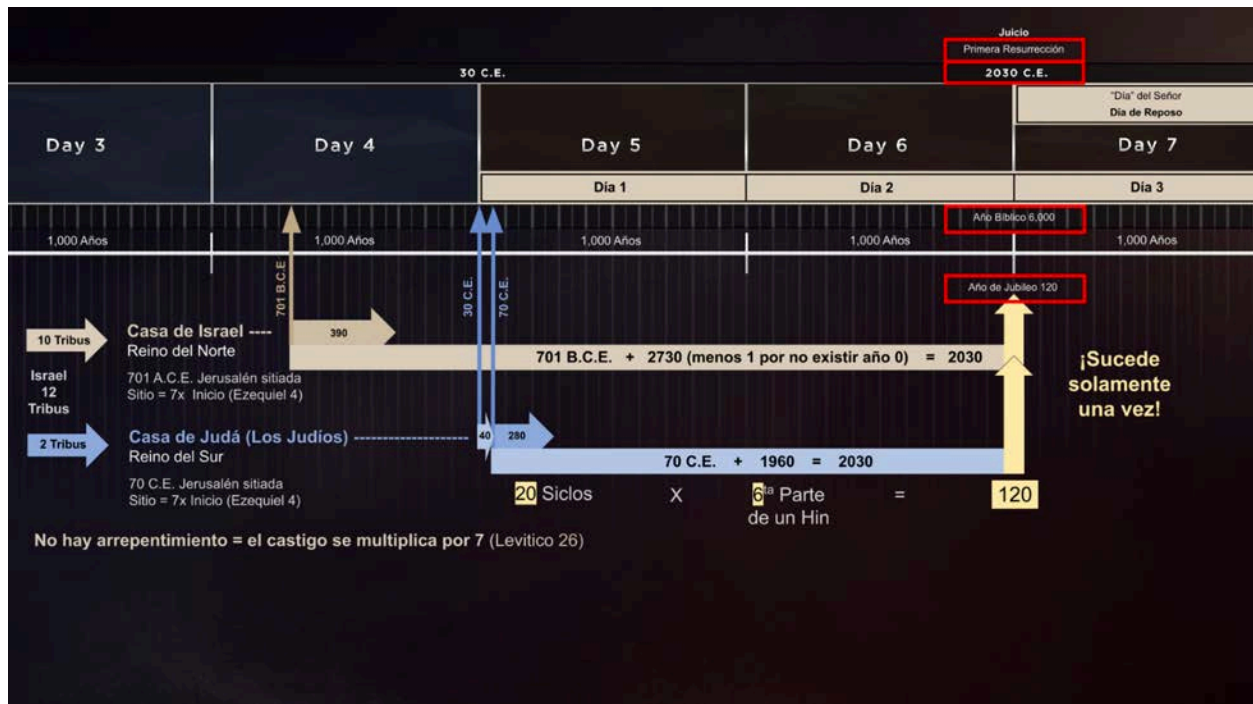 Juicio
Primera Resurrección
30 C.E.
2030 C.E.
"Día" del Señor
Día de Reposo
Day 3
Day 4
Day 5
Day 6
Day 7
Día 1
Día 2
Día 3
Año Bíblico 6,000
1,000 Años
1,000 Años
1,000 Años
1,000 Años
1,000 Años
701 B.C.E
30 C.E.
70 C.E.
Año de Jubileo 120
10 Tribus
Casa de Israel ----
390
Reino del Norte
701 B.C.E. + 2730 (menos 1 por no existir año 0) = 2030
Israel
12
Tribus
701 A.C.E. Jerusalén sitiada
Sitio = 7x Inicio (Ezequiel 4)
¡Sucede
solamente
una vez!
2 Tribus
Casa de Judá (Los Judíos) ------------------
40
280
Reino del Sur
70 C.E. + 1960 = 2030
70 C.E. Jerusalén sitiada
Sitio = 7x Inicio (Ezequiel 4)
20 Siclos X 6ta Parte = 120
de un Hin
No hay arrepentimiento = el castigo se multiplica por 7 (Levitico 26)